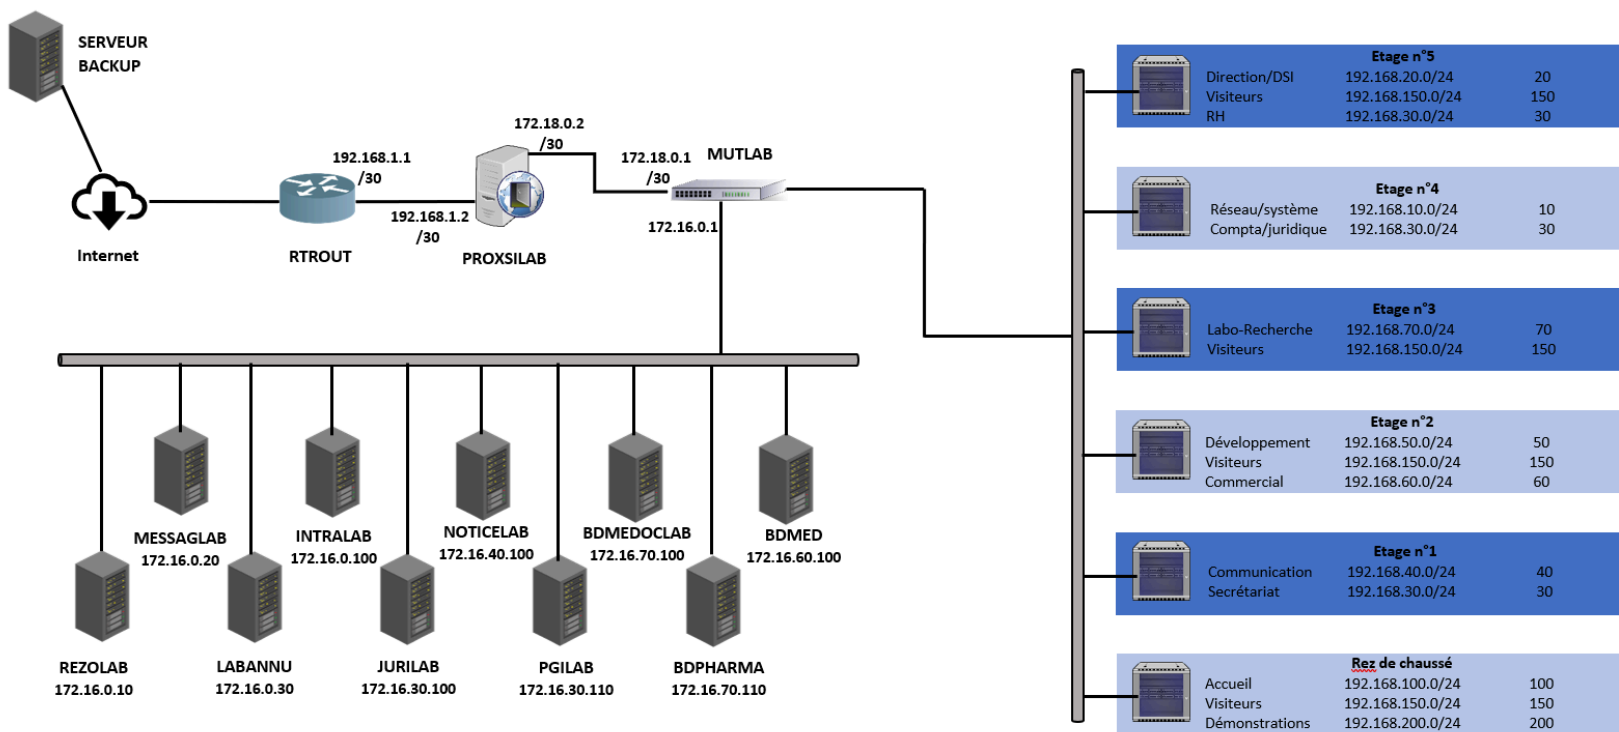 SERVEUR
BACKUP
Internet
RTROUT
192.168.1.1
/30
192.168.1.2
/30
PROXSILAB
172.18.0.2
/30
172.18.0.1
/30
MUTLAB
172.16.0.1
MESSAGLAB
172.16.0.20
INTRALAB
172.16.0.100
NOTICELAB
172.16.40.100
BDMEDOCLAB
172.16.70.100
BDMED
172.16.60.100
REZOLAB
172.16.0.10
LABANNU
172.16.0.30
JURILAB
172.16.30.100
PGILAB
172.16.30.110
BDPHARMA
172.16.70.110
Etage n°5
Direction/DSI 192.168.20.0/24 20
Visiteurs 192.168.150.0/24 150
RH 192.168.30.0/24 30
Etage n°4
Réseau/système 192.168.10.0/24 10
Compta/juridique 192.168.30.0/24 30
Etage n°3
Labo-Recherche 192.168.70.0/24 70
Visiteurs 192.168.150.0/24 150
Etage n°2
Développement 192.168.50.0/24 50
Visiteurs 192.168.150.0/24 150
Commercial 192.168.60.0/24 60
Etage n°1
Communication 192.168.40.0/24 40
Secrétariat 192.168.30.0/24 30
Rez de chaussé
Accueil 192.168.100.0/24 100
Visiteurs 192.168.150.0/24 150
Démonstrations 192.168.200.0/24 200